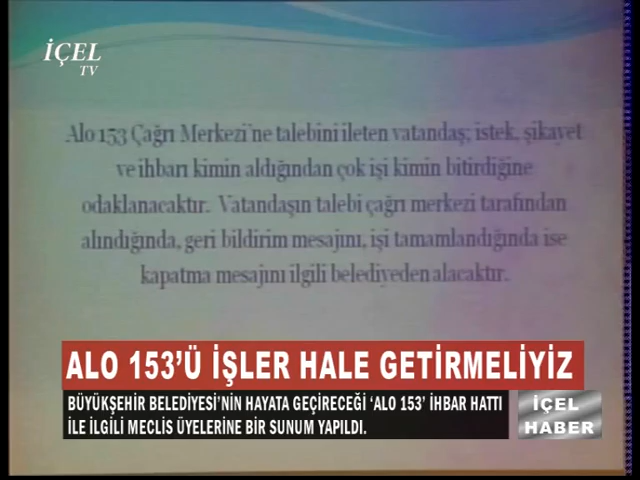 İÇEL
TV
Alo 153 Çağrı Merkezi'ne talebini ileten vatandaş; istek, şikayet
ve ihbarı kimin aldığından çok işi kimin bitirdiğine
odaklanacaktır. Vatandaşın talebi çağrı merkezi tarafından
alındığında, geri bildirim mesajını, işi tamamlandığında ise
kapatma mesajını ilgili belediyeden alacaktır.
ALO 153'Ü İŞLER HALE GETİRMELİYİZ
BÜYÜKŞEHİR BELEDİYESİ'NİN HAYATA GEÇİRECEĞİ 'ALO 153' İHBAR HATTI
İLE İLGİLİ MECLİS ÜYELERİNE BİR SUNUM YAPILDI.
İÇEL
HABER